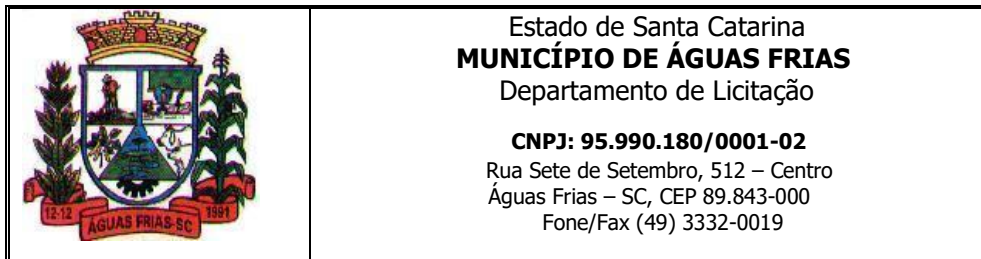 Estado de Santa Catarina
MUNICÍPIO DE ÁGUAS FRIAS
Departamento de Licitação
CNPJ: 95.990.180/0001-02
Rua Sete de Setembro, 512 – Centro
Águas Frias – SC, CEP 89.843-000
Fone/Fax (49) 3332-0019
12-12
ÁGUAS FRIAS-SC
1991